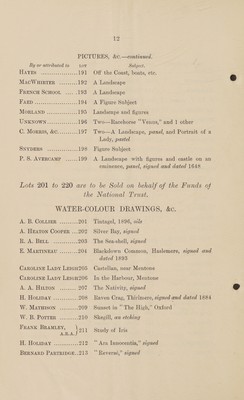 12
PICTURES, &c.—continued.
By or attributed to LOT Subject.
HAYES ..................191 Off the Coast, boats, etc.
MACWHIRTER .........192 A Landscape
FRENCH SCHOOL ......193 A Landscape
FAED ..................194 A Figure Subject
MORLAND ..............195 Landscape and figures
UNKNOWN ..............196 Two—Racehorse "Venus," and 1 other
C. MORRIS, &c.........197 Two—A Landscape, panel, and Portrait of a Lady, pastel
SNYDERS ..............198 Figure Subject
P. S. AVERCAMP ......199 A Landscape with figures and castle on an eminence, panel, signed and dated 1648
Lots 201 to 220 are to be Sold on behalf of the Funds of
the National Trust.
WATER-COLOUR DRAWINGS, &c.
A. B. COLLIER .........201 Tintagel, 1896, oils
A. HEATON COOPER ...202 Silver Bay, signed
R. A. BELL ............203 The Sea-shell, signed
E. MARTINEAU .........204 Blackdown Common, Haslemere, signed and dated 1893
CAROLINE LADY LEIGH205 Castellan, near Mentone
CAROLINE LADY LEIGH206 In the Harbour, Mentone
A. A. HILTON .........207 The Nativity, signed
H. HOLIDAY ............208 Raven Crag, Thirlmere, signed and dated 1884
W. MATHISON .........209 Sunset in "The High," Oxford
W. B. POTTER .........210 Skagill, an etching
FRANK BRAMLEY, A.R.A. } 211 Study of Iris
H. HOLIDAY ............212 "Ara Innocentia," signed
BERNARD PARTRIDGE..213 "Reverni," signed